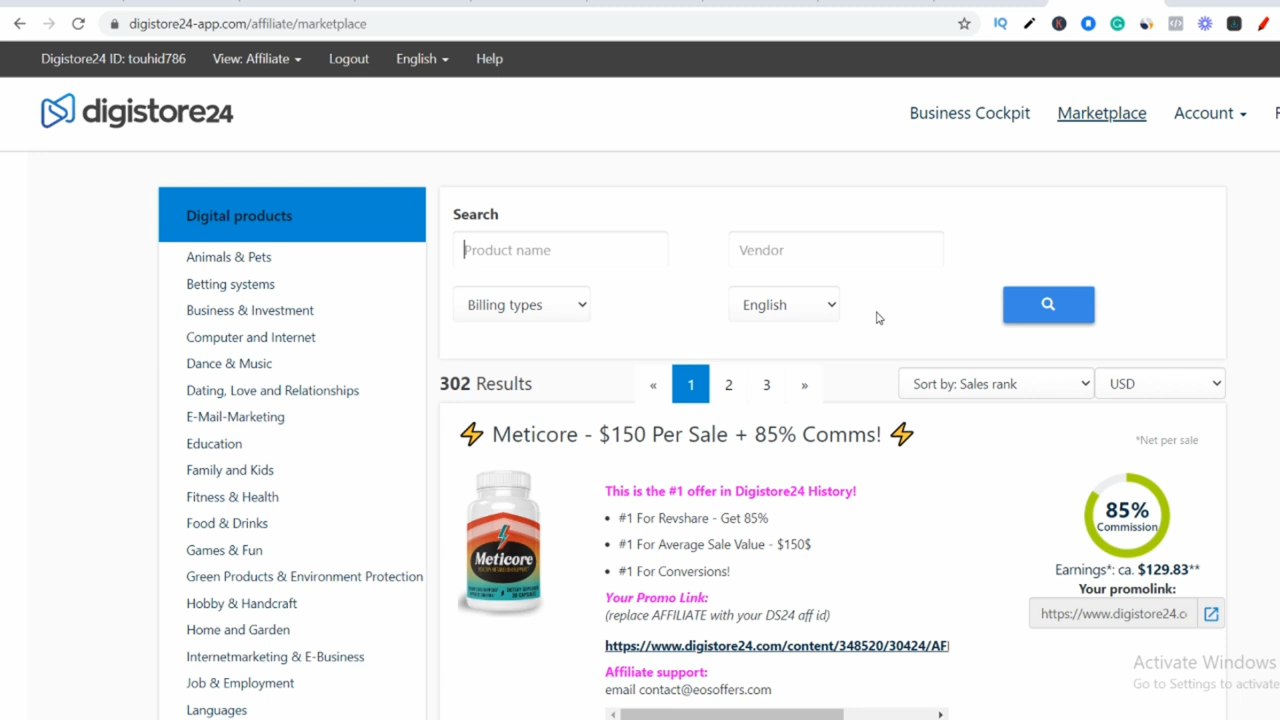 digistore24-app.com/affiliate/marketplace
IQ
K
Digistore24 ID: touhid786
View: Affiliate
Logout
English
Help
digistore24
Business Cockpit
Marketplace
Account
Digital products
Animals & Pets
Betting systems
Business & Investment
Computer and Internet
Dance & Music
Dating, Love and Relationships
E-Mail-Marketing
Education
Family and Kids
Fitness & Health
Food & Drinks
Games & Fun
Green Products & Environment Protection
Hobby & Handcraft
Home and Garden
Internetmarketing & E-Business
Job & Employment
Languages
Search
Product name
Vendor
Billing types
English
302 Results
« 1 2 3 »
Sort by: Sales rank
USD
⚡ Meticore - $150 Per Sale + 85% Comms! ⚡
*Net per sale
Meticore
This is the #1 offer in Digistore24 History!
• #1 For Revshare - Get 85%
• #1 For Average Sale Value - $150$
• #1 For Conversions!
Your Promo Link:
(replace AFFILIATE with your DS24 aff id)
https://www.digistore24.com/content/348520/30424/AF
Affiliate support:
email contact@eosoffers.com
85%
Commission
Earnings*: ca. $129.83**
Your promolink:
https://www.digistore24.c
Activate Windows
Go to Settings to activate